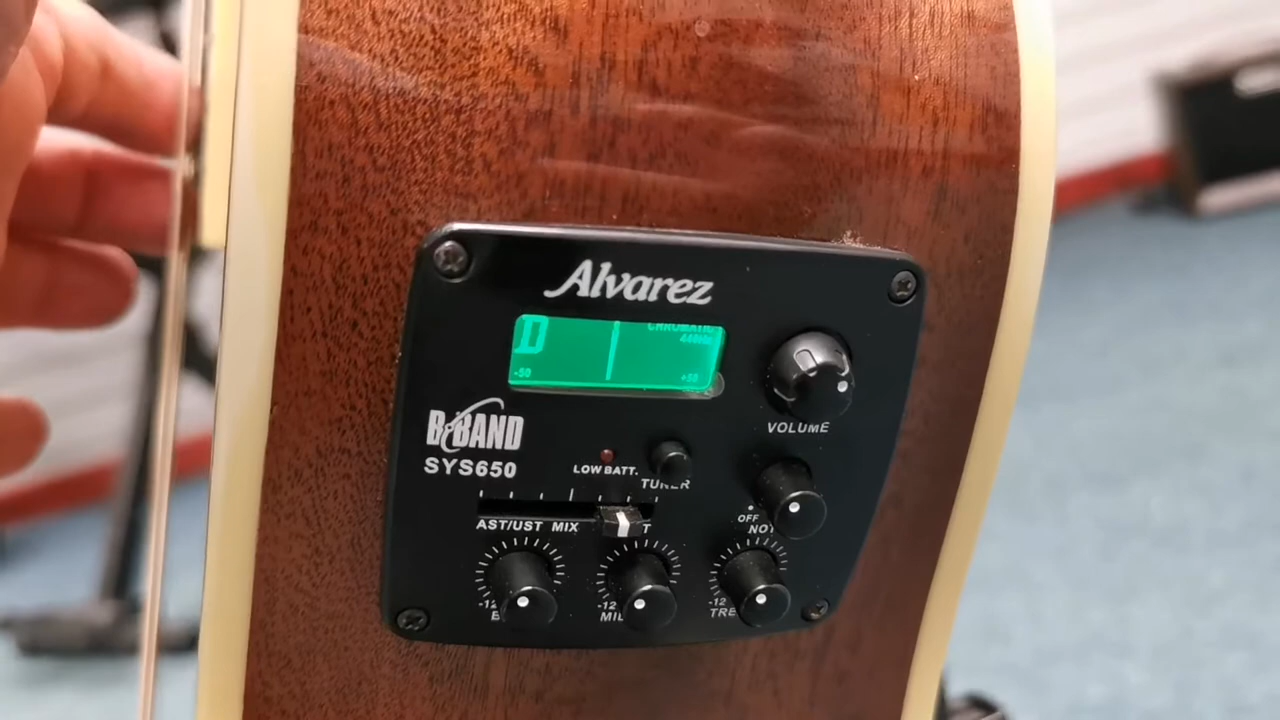 Alvarez
D CHROMATIC
440Hz
-50 +50
B-BAND
SYS650
VOLUME
LOW BATT.
TUNER
OFF
AST/UST MIX
-12 -12 -12